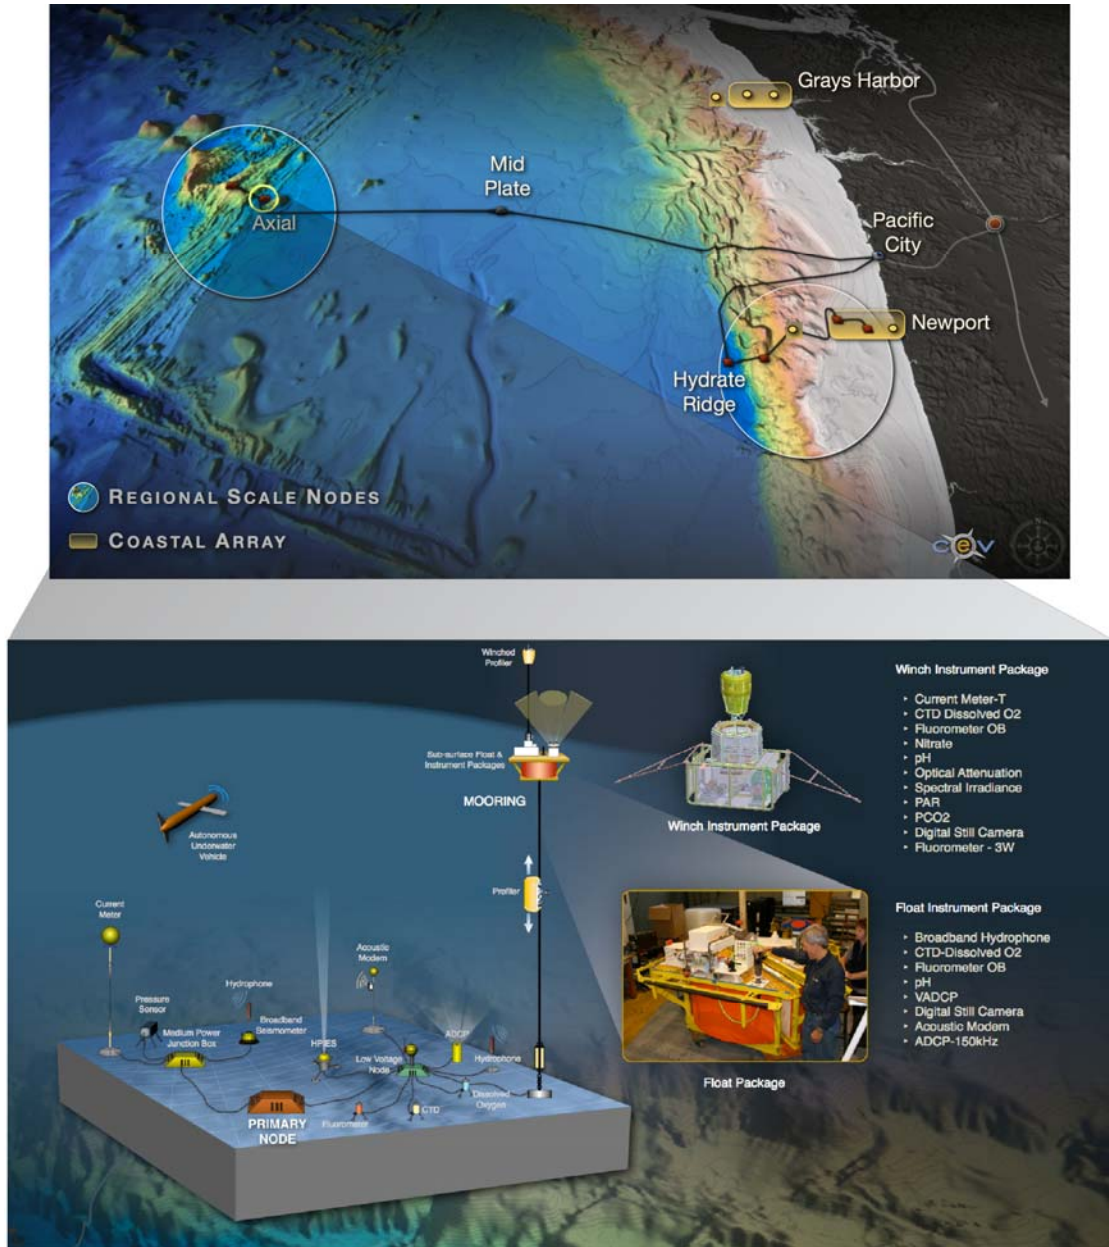 Grays Harbor
Mid
Plate
Axial
Pacific
City
Newport
Hydrate
Ridge
REGIONAL SCALE NODES
COASTAL ARRAY
cev
Winched
Profiler
Sub-surface Float &
Instrument Packages
MOORING
Autonomous
Underwater
Vehicle
Profiler
Current
Meter
Acoustic
Modem
Hydrophone
Pressure
Sensor
Broadband
Seismometer
Medium Power
Junction Box
HPIES
ADCP
Low Voltage
Node
Hydrophone
Dissolved
Oxygen
CTD
Fluorometer
PRIMARY
NODE
Winch Instrument Package
Winch Instrument Package
▸ Current Meter-T
▸ CTD Dissolved O2
▸ Fluorometer OB
▸ Nitrate
▸ pH
▸ Optical Attenuation
▸ Spectral Irradiance
▸ PAR
▸ PCO2
▸ Digital Still Camera
▸ Fluorometer - 3W
Float Package
Float Instrument Package
▸ Broadband Hydrophone
▸ CTD-Dissolved O2
▸ Fluorometer OB
▸ pH
▸ VADCP
▸ Digital Still Camera
▸ Acoustic Modem
▸ ADCP-150kHz